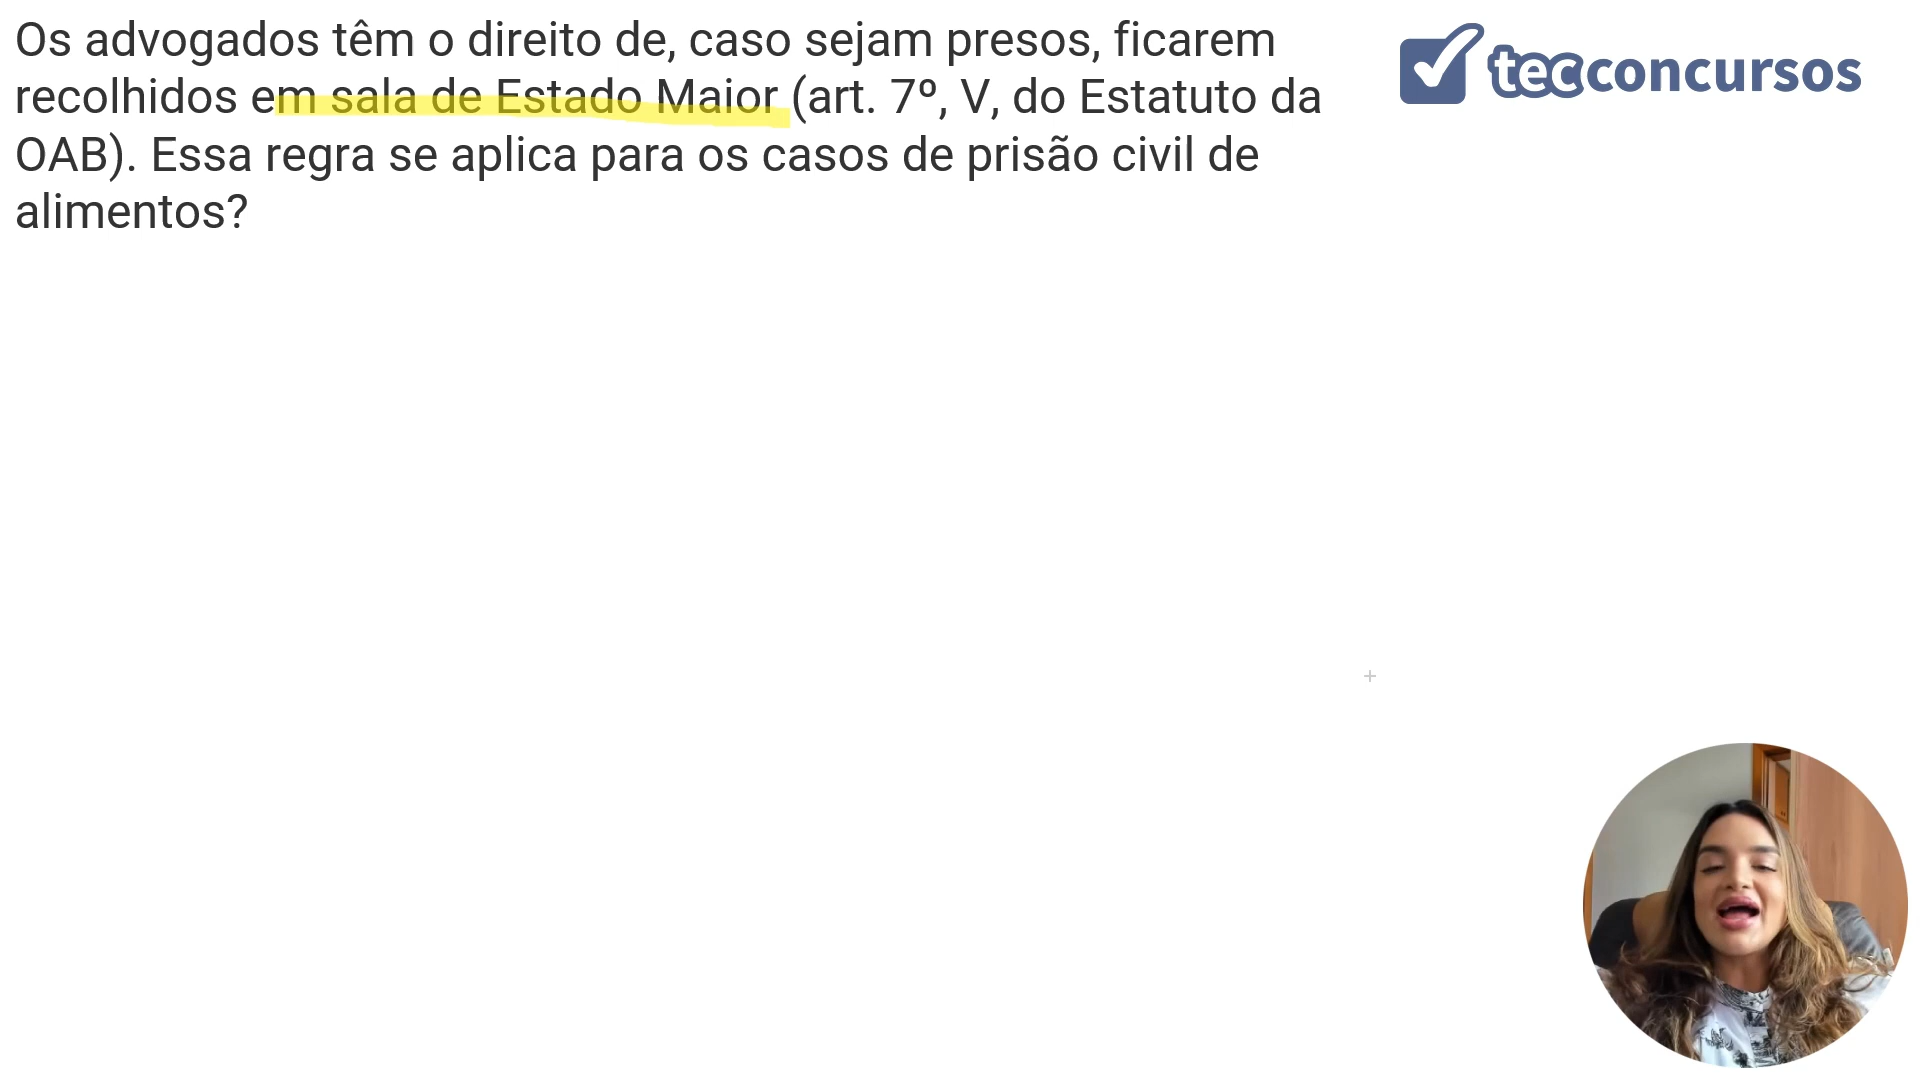 Os advogados têm o direito de, caso sejam presos, ficarem
recolhidos em sala de Estado Maior (art. 7º, V, do Estatuto da
OAB). Essa regra se aplica para os casos de prisão civil de
alimentos?
tecconcursos